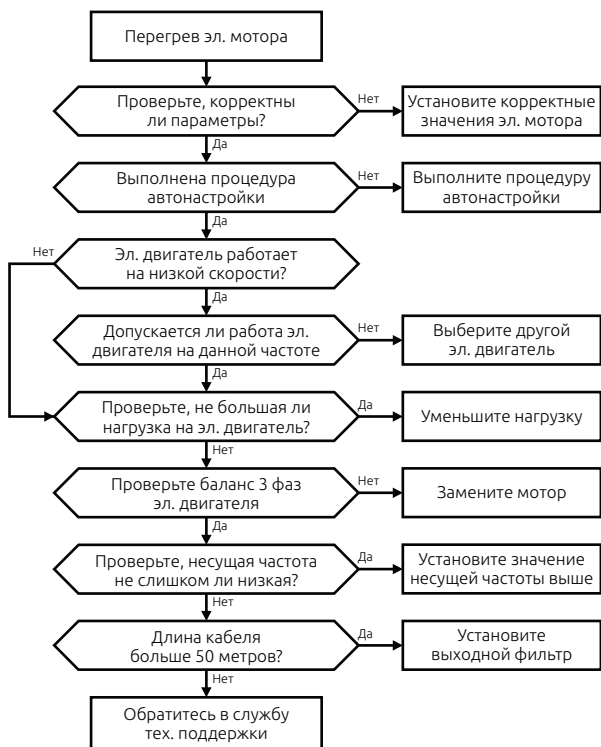 Перегрев эл. мотора
Проверьте, корректны
ли параметры?
Нет
Установите корректные
значения эл. мотора
Да
Выполнена процедура
автонастройки
Нет
Выполните процедуру
автонастройки
Да
Нет
Эл. двигатель работает
на низкой скорости?
Да
Допускается ли работа эл.
двигателя на данной частоте
Нет
Выберите другой
эл. двигатель
Да
Проверьте, не большая ли
нагрузка на эл. двигатель?
Да
Уменьшите нагрузку
Нет
Проверьте баланс 3 фаз
эл. двигателя
Нет
Замените мотор
Да
Проверьте, несущая частота
не слишком ли низкая?
Да
Установите значение
несущей частоты выше
Нет
Длина кабеля
больше 50 метров?
Да
Установите
выходной фильтр
Нет
Обратитесь в службу
тех. поддержки